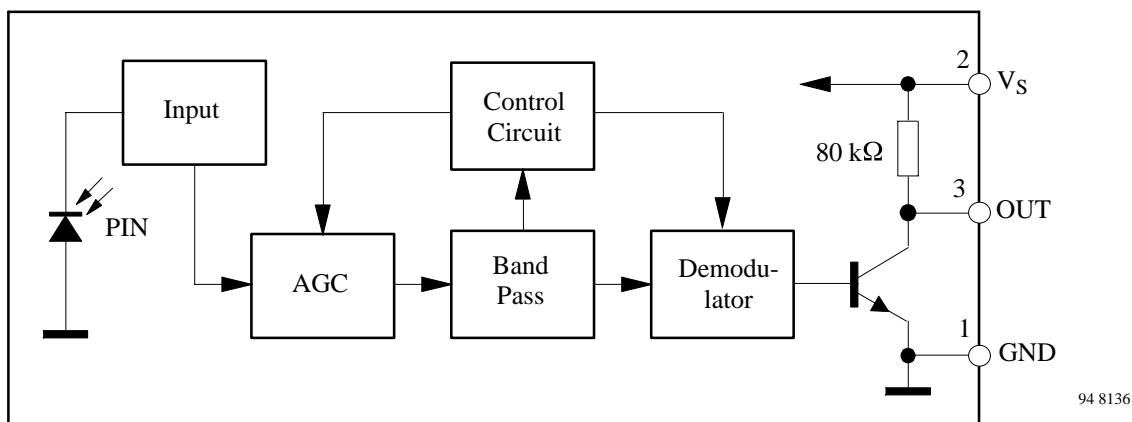 2
V_S
Input
Control
Circuit
80 kΩ
3
PIN
OUT
AGC
Band
Pass
Demodu-
lator
1
GND
94 8136